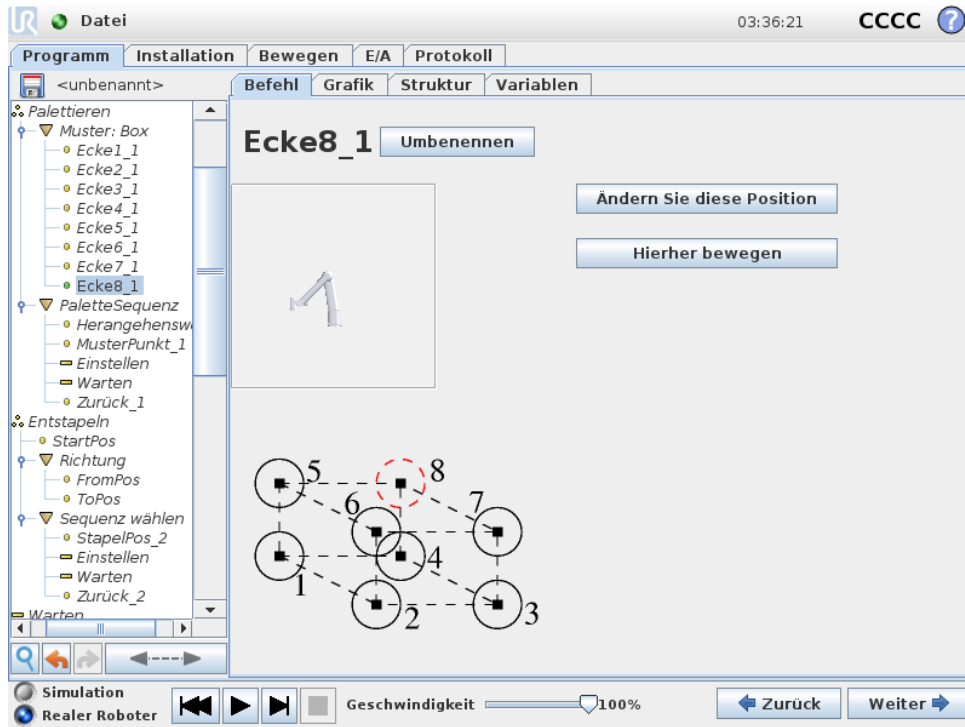 Datei
03:36:21
CCCC
?
Programm Installation Bewegen E/A Protokoll
<unbenannt>
Befehl Grafik Struktur Variablen
Palettieren
Muster: Box
Ecke1_1
Ecke2_1
Ecke3_1
Ecke4_1
Ecke5_1
Ecke6_1
Ecke7_1
Ecke8_1
PaletteSequenz
MusterPunkt_1
Einstellen
Warten
Zurück_1
Entstapeln
StartPos
Richtung
FromPos
ToPos
Sequenz wählen
StapelPos_2
Einstellen
Warten
Zurück_2
Warten
Ecke8_1 Umbenennen
Ändern Sie diese Position
Hierher bewegen
5 8
6 7
1 4
2 3
Simulation
Realer Roboter
Geschwindigkeit 100%
Zurück Weiter